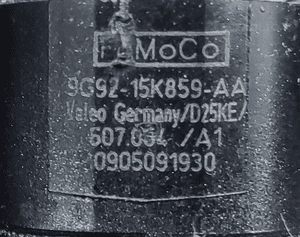 FoMoCo
9G92-15K859-AA
Valeo Germany/D25KE/
607.034 /A1
0905091930